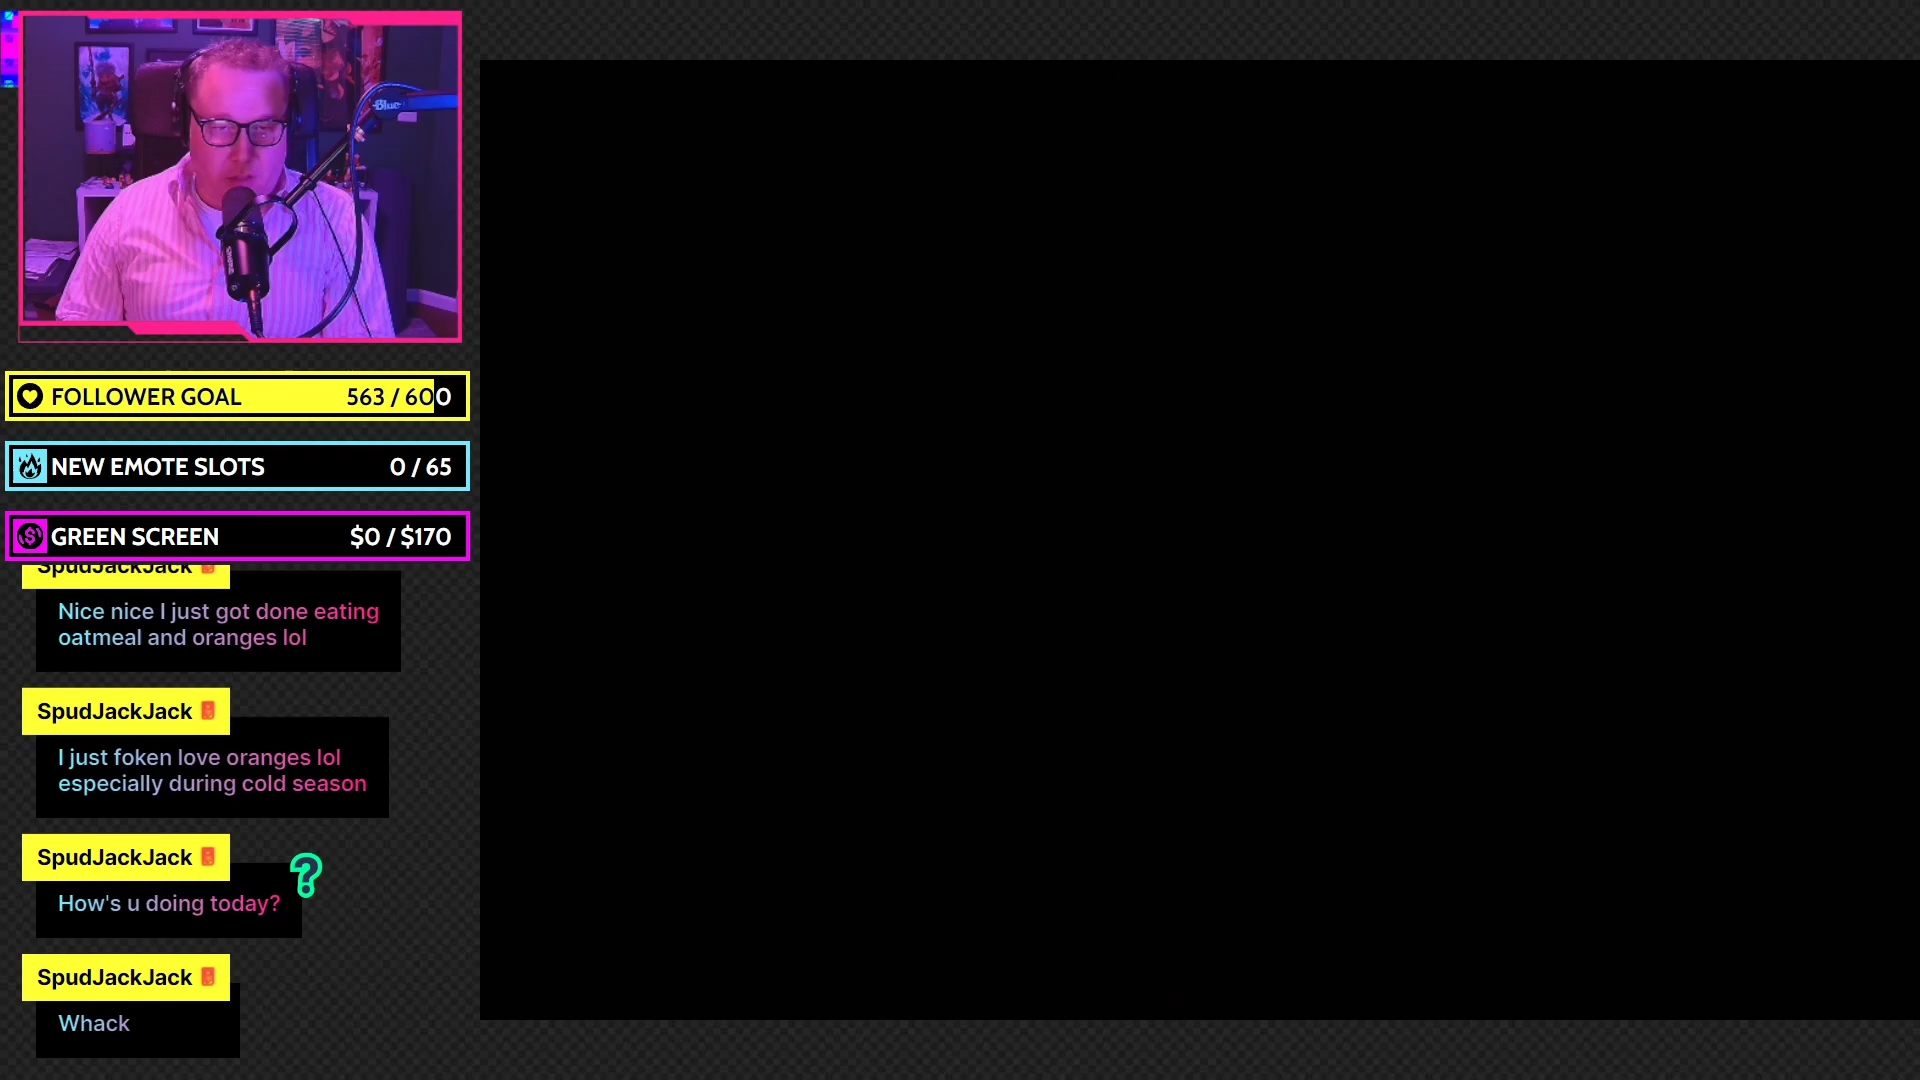 Blue
FOLLOWER GOAL 563 / 600
NEW EMOTE SLOTS 0 / 65
GREEN SCREEN $0 / $170
SpudJackJack
Nice nice I just got done eating
oatmeal and oranges lol
SpudJackJack
I just foken love oranges lol
especially during cold season
SpudJackJack
?
How's u doing today?
SpudJackJack
Whack